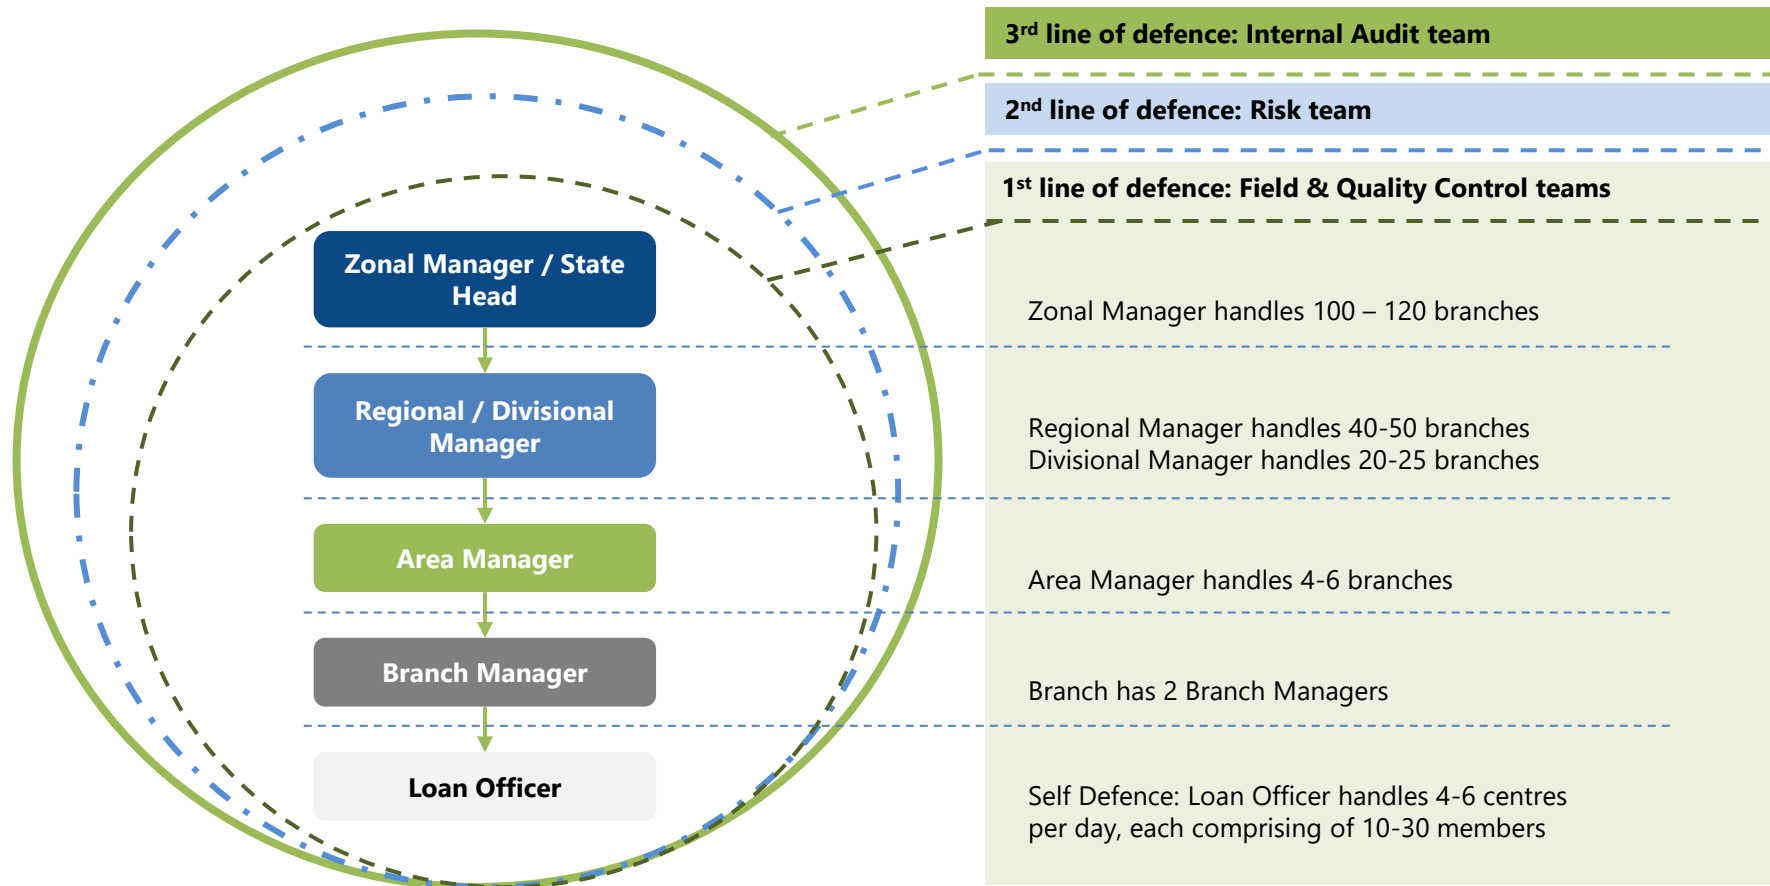 3rd line of defence: Internal Audit team
2nd line of defence: Risk team
1st line of defence: Field & Quality Control teams
Zonal Manager / State
Head
Zonal Manager handles 100 – 120 branches
Regional / Divisional
Manager
Regional Manager handles 40-50 branches
Divisional Manager handles 20-25 branches
Area Manager
Area Manager handles 4-6 branches
Branch Manager
Branch has 2 Branch Managers
Loan Officer
Self Defence: Loan Officer handles 4-6 centres
per day, each comprising of 10-30 members